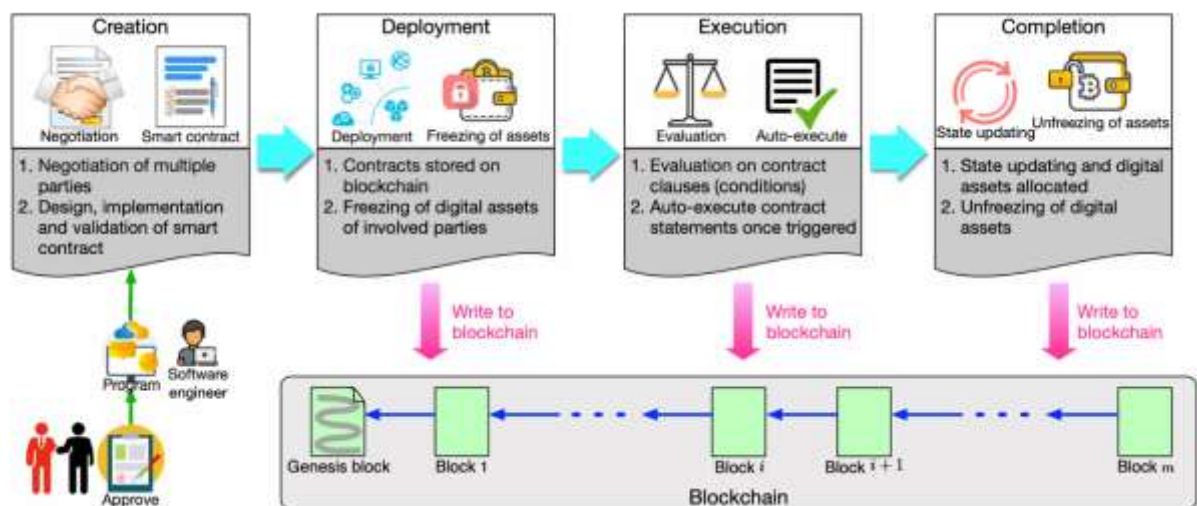 Creation
Negotiation
Smart contract
1. Negotiation of multiple
parties
2. Design, implementation
and validation of smart
contract
Deployment
Deployment
Freezing of assets
1. Contracts stored on
blockchain
2. Freezing of digital assets
of involved parties
Execution
Evaluation
Auto-execute
1. Evaluation on contract
clauses (conditions)
2. Auto-execute contract
statements once triggered
Completion
State updating
Unfreezing of assets
1. State updating and digital
assets allocated
2. Unfreezing of digital
assets
Write to
blockchain
Write to
blockchain
Write to
blockchain
Program
Software
engineer
Approve
Genesis block
Block 1
Block i
Block i + 1
Block m
Blockchain